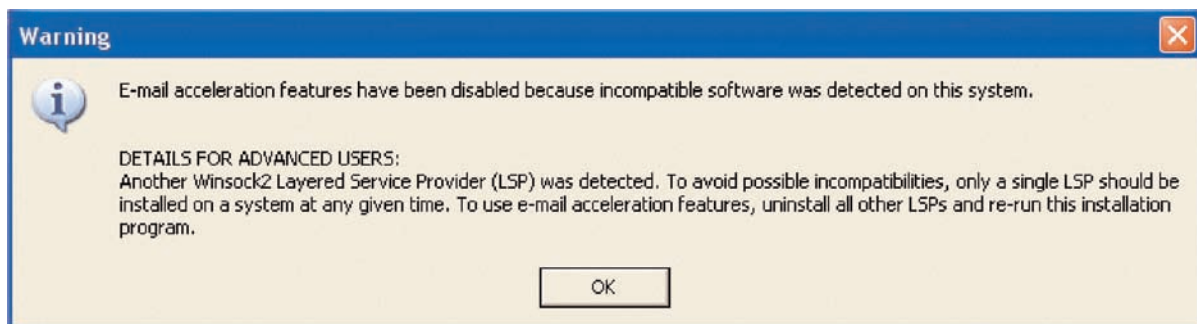 Warning
E-mail acceleration features have been disabled because incompatible software was detected on this system.
DETAILS FOR ADVANCED USERS:
Another Winsock2 Layered Service Provider (LSP) was detected. To avoid possible incompatibilities, only a single LSP should be
installed on a system at any given time. To use e-mail acceleration features, uninstall all other LSPs and re-run this installation
program.
OK